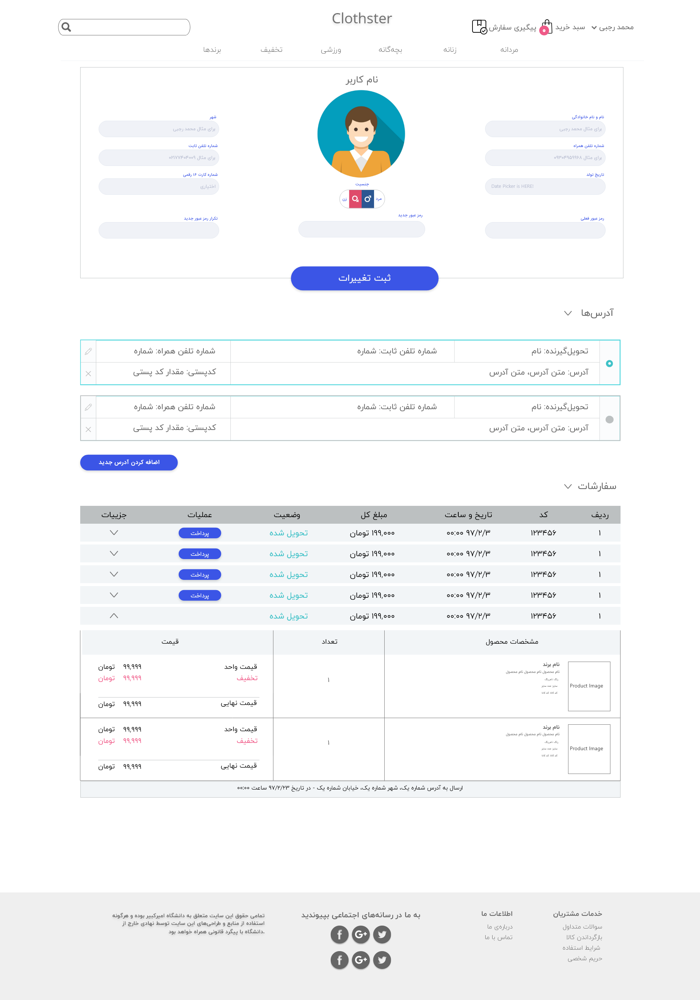 Clothster
محمد رجبی
سبد خرید
۰
پیگیری سفارش
مردانه زنانه بچه‌گانه ورزشی تخفیف برندها
نام کاربر
نام و نام خانوادگی
برای مثال محمد رجبی
شماره تلفن همراه
برای مثال ۰۹۳۰۴۹۵۹۹۶۸
تاریخ تولد
Date Picker is HERE!
رمز عبور فعلی
جنسیت
مرد
زن
رمز عبور جدید
شهر
برای مثال محمد رجبی
شماره تلفن ثابت
برای مثال ۰۲۱۷۷۴۰۴۰۰۹
شماره کارت ۱۶ رقمی
اختیاری
تکرار رمز عبور جدید
ثبت تغییرات
آدرس‌ها
تحویل‌گیرنده: نام شماره تلفن ثابت: شماره شماره تلفن همراه: شماره
آدرس: متن آدرس، متن آدرس کدپستی: مقدار کد پستی
تحویل‌گیرنده: نام شماره تلفن ثابت: شماره شماره تلفن همراه: شماره
آدرس: متن آدرس، متن آدرس کدپستی: مقدار کد پستی
اضافه کردن آدرس جدید
سفارشات
ردیف کد تاریخ و ساعت مبلغ کل وضعیت عملیات جزییات
۱ ۱۲۳۴۵۶ ۹۷/۲/۳ ۰۰:۰۰ ۱۹۹,۰۰۰ تومان تحویل شده پرداخت
۱ ۱۲۳۴۵۶ ۹۷/۲/۳ ۰۰:۰۰ ۱۹۹,۰۰۰ تومان تحویل شده پرداخت
۱ ۱۲۳۴۵۶ ۹۷/۲/۳ ۰۰:۰۰ ۱۹۹,۰۰۰ تومان تحویل شده پرداخت
۱ ۱۲۳۴۵۶ ۹۷/۲/۳ ۰۰:۰۰ ۱۹۹,۰۰۰ تومان تحویل شده پرداخت
۱ ۱۲۳۴۵۶ ۹۷/۲/۳ ۰۰:۰۰ ۱۹۹,۰۰۰ تومان تحویل شده
مشخصات محصول تعداد قیمت
Product Image
نام برند
نام محصول نام محصول نام محصول
رنگ: نام رنگ
سایز: عدد سایز
کد کالا: کد کالا
۱
قیمت واحد ۹۹,۹۹۹ تومان
تخفیف ۹۹,۹۹۹ تومان
قیمت نهایی ۹۹,۹۹۹ تومان
Product Image
نام برند
نام محصول نام محصول نام محصول
رنگ: نام رنگ
سایز: عدد سایز
کد کالا: کد کالا
۱
قیمت واحد ۹۹,۹۹۹ تومان
تخفیف ۹۹,۹۹۹ تومان
قیمت نهایی ۹۹,۹۹۹ تومان
ارسال به آدرس شماره یک، شهر شماره یک، خیابان شماره یک - در تاریخ ۹۷/۲/۲۳ ساعت ۰۰:۰۰
خدمات مشتریان
سوالات متداول
بازگرداندن کالا
شرایط استفاده
حریم شخصی
اطلاعات ما
درباره‌ی ما
تماس با ما
به ما در رسانه‌های اجتماعی بپیوندید
تمامی حقوق این سایت متعلق به دانشگاه امیرکبیر بوده و هرگونه
استفاده از منابع و طراحی‌های این سایت توسط نهادی خارج از
دانشگاه با پیگرد قانونی همراه خواهد بود.